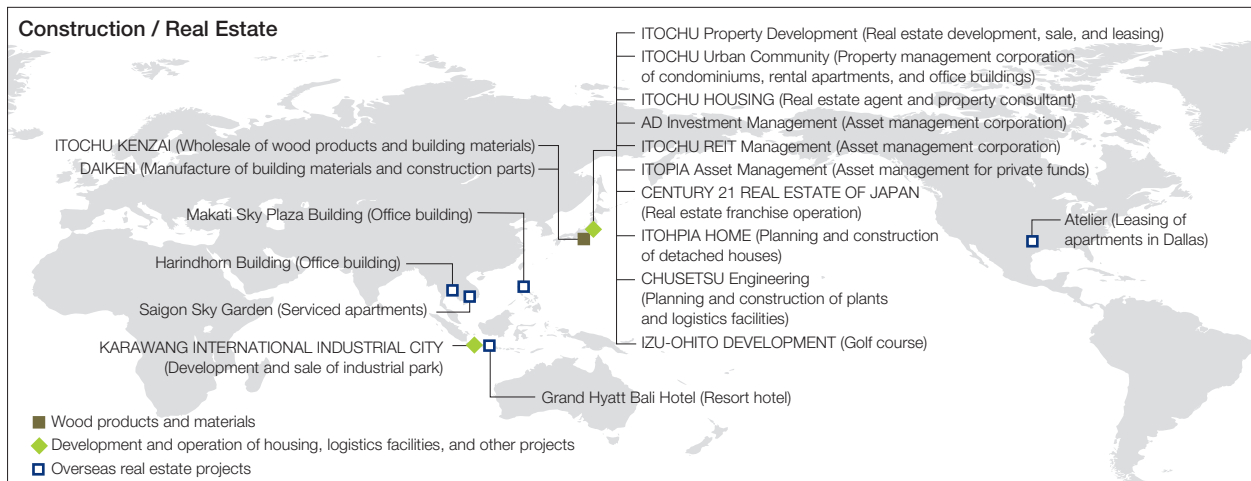 Construction / Real Estate
ITOCHU Property Development (Real estate development, sale, and leasing)
ITOCHU Urban Community (Property management corporation
of condominiums, rental apartments, and office buildings)
ITOCHU HOUSING (Real estate agent and property consultant)
AD Investment Management (Asset management corporation)
ITOCHU REIT Management (Asset management corporation)
ITOPIA Asset Management (Asset management for private funds)
CENTURY 21 REAL ESTATE OF JAPAN
(Real estate franchise operation)
ITOHPIA HOME (Planning and construction
of detached houses)
CHUSETSU Engineering
(Planning and construction of plants
and logistics facilities)
IZU-OHITO DEVELOPMENT (Golf course)
ITOCHU KENZAI (Wholesale of wood products and building materials)
DAIKEN (Manufacture of building materials and construction parts)
Makati Sky Plaza Building (Office building)
Harindhorn Building (Office building)
Saigon Sky Garden (Serviced apartments)
KARAWANG INTERNATIONAL INDUSTRIAL CITY
(Development and sale of industrial park)
Grand Hyatt Bali Hotel (Resort hotel)
Atelier (Leasing of
apartments in Dallas)
Wood products and materials
Development and operation of housing, logistics facilities, and other projects
Overseas real estate projects